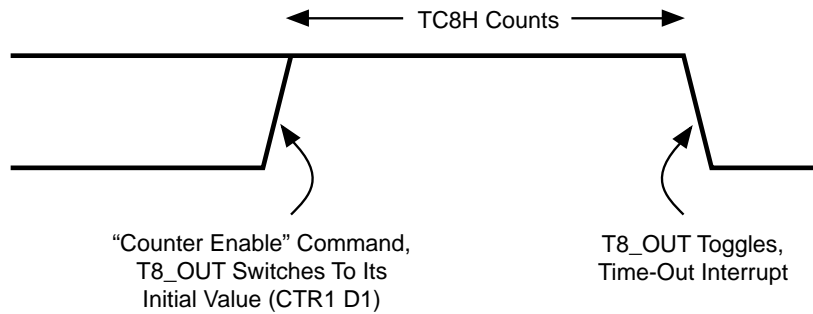 TC8H Counts
“Counter Enable” Command,
T8_OUT Switches To Its
Initial Value (CTR1 D1)
T8_OUT Toggles,
Time-Out Interrupt